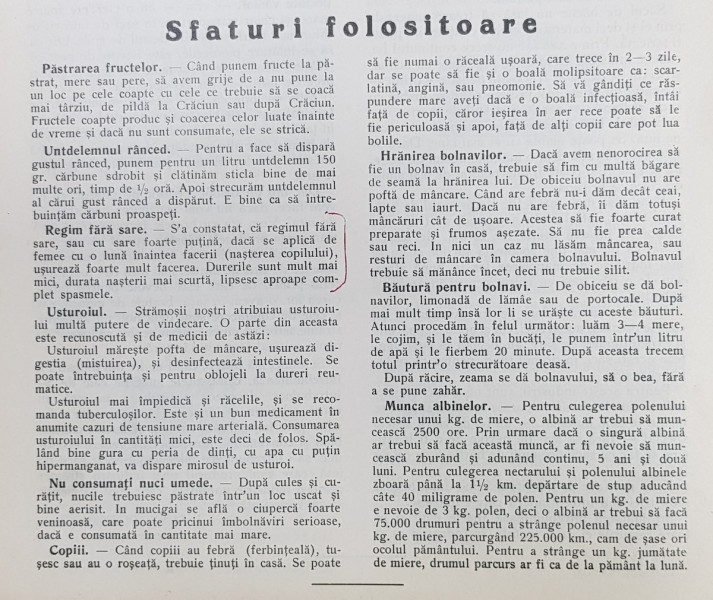 Sfaturi folositoare
Păstrarea fructelor. — Când punem fructe la pă-
strat, mere sau pere, să avem grije de a nu pune la
un loc pe cele coapte cu cele ce trebuie să se coacă
mai târziu, de pildă la Crăciun sau după Crăciun.
Fructele coapte produc și coacerea celor luate înainte
de vreme și dacă nu sunt consumate, ele se strică.
Untdelemnul rânced. — Pentru a face să dispară
gustul rânced, punem pentru un litru untdelemn 150
gr. cărbune sdrobit și clătinăm sticla bine de mai
multe ori, timp de ½ oră. Apoi strecurăm untdelemnul
al cărui gust rânced a dispărut. E bine ca să între-
buințăm cărbuni proaspeți.
Regim fără sare. — S'a constatat, că regimul fără
sare, sau cu sare foarte puțină, dacă se aplică de
femee cu o lună înaintea facerii (nașterea copilului),
ușurează foarte mult facerea. Durerile sunt mult mai
mici, durata nașterii mai scurtă, lipsesc aproape com-
plet spasmele.
Usturoiul. — Strămoșii noștri atribuiau usturoiu-
lui multă putere de vindecare. O parte din aceasta
este recunoscută și de medicii de astăzi:
Usturoiul mărește pofta de mâncare, ușurează di-
gestia (mistuirea), și desinfectează intestinele. Se
poate întrebuința și pentru oblojeli la dureri reu-
matice.
Usturoiul mai împiedică și răcelile, și se reco-
manda tuberculoșilor. Este și un bun medicament în
anumite cazuri de tensiune mare arterială. Consumarea
usturoiului în cantități mici, este deci de folos. Spă-
lând bine gura cu peria de dinți, cu apa cu puțin
hipermanganat, va dispare mirosul de usturoi.
Nu consumați nuci umede. — După cules și cu-
rățit, nucile trebuiesc păstrate într'un loc uscat și
bine aerisit. In mucigai se află o ciupercă foarte
veninoasă, care poate pricinui îmbolnăviri serioase,
dacă e consumată în cantitate mai mare.
Copiii. — Când copiii au febră (ferbințeală), tu-
șesc sau au o roșeață, trebuie ținuți în casă. Se poate
să fie numai o răceală ușoară, care trece în 2—3 zile,
dar se poate să fie și o boală molipsitoare ca: scar-
latină, angină, sau pneumonie. Să vă gândiți ce răs-
pundere mare aveți dacă e o boală infecțioasă, întâi
față de copii, căror ieșirea în aer rece poate să le
fie periculoasă și apoi, față de alți copii care pot lua
bolile.
Hrănirea bolnavilor. — Dacă avem nenorocirea să
fie un bolnav în casă, trebuie să fim cu multă băgare
de seamă la hrănirea lui. De obiceiu bolnavul nu are
poftă de mâncare. Când are febră nu-i dăm decât ceai,
lapte sau iaurt. Dacă nu are febră, îi dăm totuși
mâncăruri cât de ușoare. Acestea să fie foarte curat
preparate și frumos așezate. Să nu fie prea calde
sau reci. In nici un caz nu lăsăm mâncarea, sau
resturi de mâncare în camera bolnavului. Bolnavul
trebuie să mănânce încet, deci nu trebuie silit.
Băutură pentru bolnavi. — De obiceiu se dă bol-
navilor, limonadă de lămâe sau de portocale. După
mai mult timp însă lor li se urăște cu aceste băuturi.
Atunci procedăm în felul următor: luăm 3—4 mere,
le cojim, și le tăem în bucăți, le punem într'un litru
de apă și le fierbem 20 minute. După aceasta trecem
totul printr'o strecurătoare deasă.
După răcire, zeama se dă bolnavului, să o bea, fără
a se pune zahăr.
Munca albinelor. — Pentru culegerea polenului
necesar unui kg. de miere, o albină ar trebui să mun-
cească 2500 ore. Prin urmare dacă o singură albină
ar trebui să facă această muncă, ar fi nevoie să mun-
cească zburând și adunând continu, 5 ani și două
luni. Pentru culegerea nectarului și polenului albinele
zboară până la 1½ km. depărtare de stup aducând
câte 40 miligrame de polen. Pentru un kg. de miere
e nevoie de 3 kg. polen, deci o albină ar trebui să facă
75.000 drumuri pentru a strânge polenul necesar unui
kg. de miere, parcurgând 225.000 km., cam de șase ori
ocolul pământului. Pentru a strânge un kg. jumătate
de miere, drumul parcurs ar fi ca de la pământ la lună.